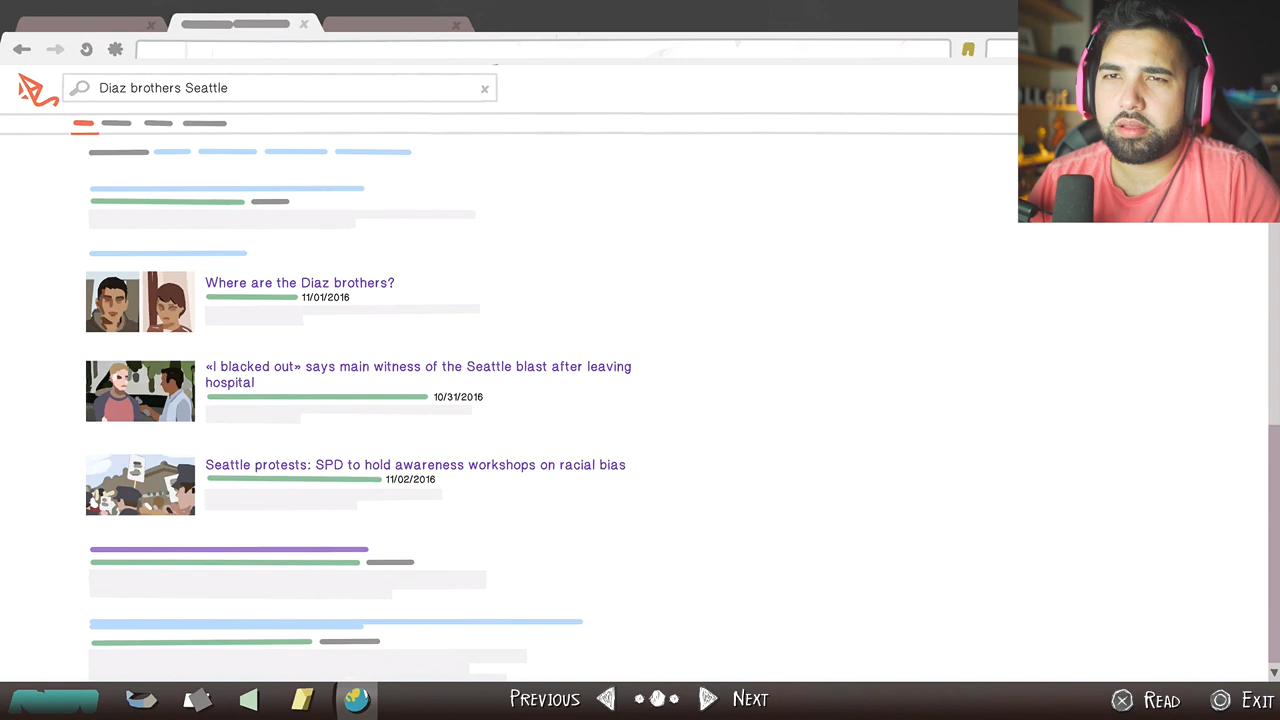 Diaz brothers Seattle
Where are the Diaz brothers?
11/01/2016
«I blacked out» says main witness of the Seattle blast after leaving
hospital
10/31/2016
Seattle protests: SPD to hold awareness workshops on racial bias
11/02/2016
PREVIOUS NEXT READ EXIT